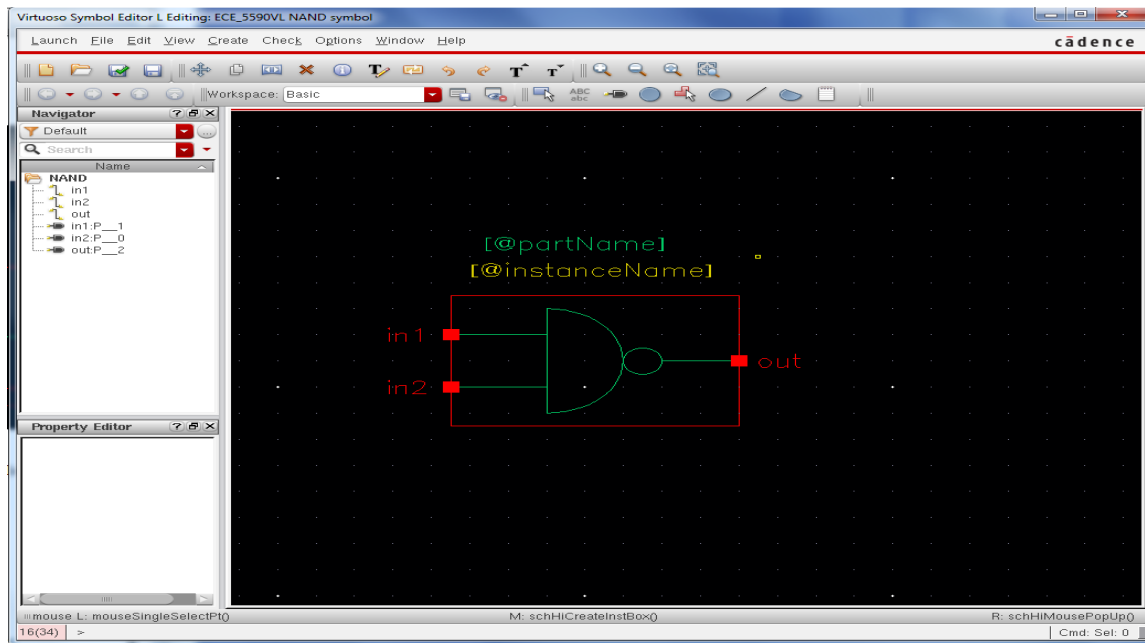 Virtuoso Symbol Editor L Editing: ECE_5590VL NAND symbol
Launch File Edit View Create Check Options Window Help
cādence
Workspace: Basic
ABC
abc
Navigator
Default
Search
Name
NAND
in1
in2
out
in1:P__1
in2:P__0
out:P__2
[@partName]
[@instanceName]
in1
in2
out
Property Editor
mouse L: mouseSingleSelectPt()
M: schHiCreateInstBox()
R: schHiMousePopUp()
16(34) >
Cmd: Sel: 0